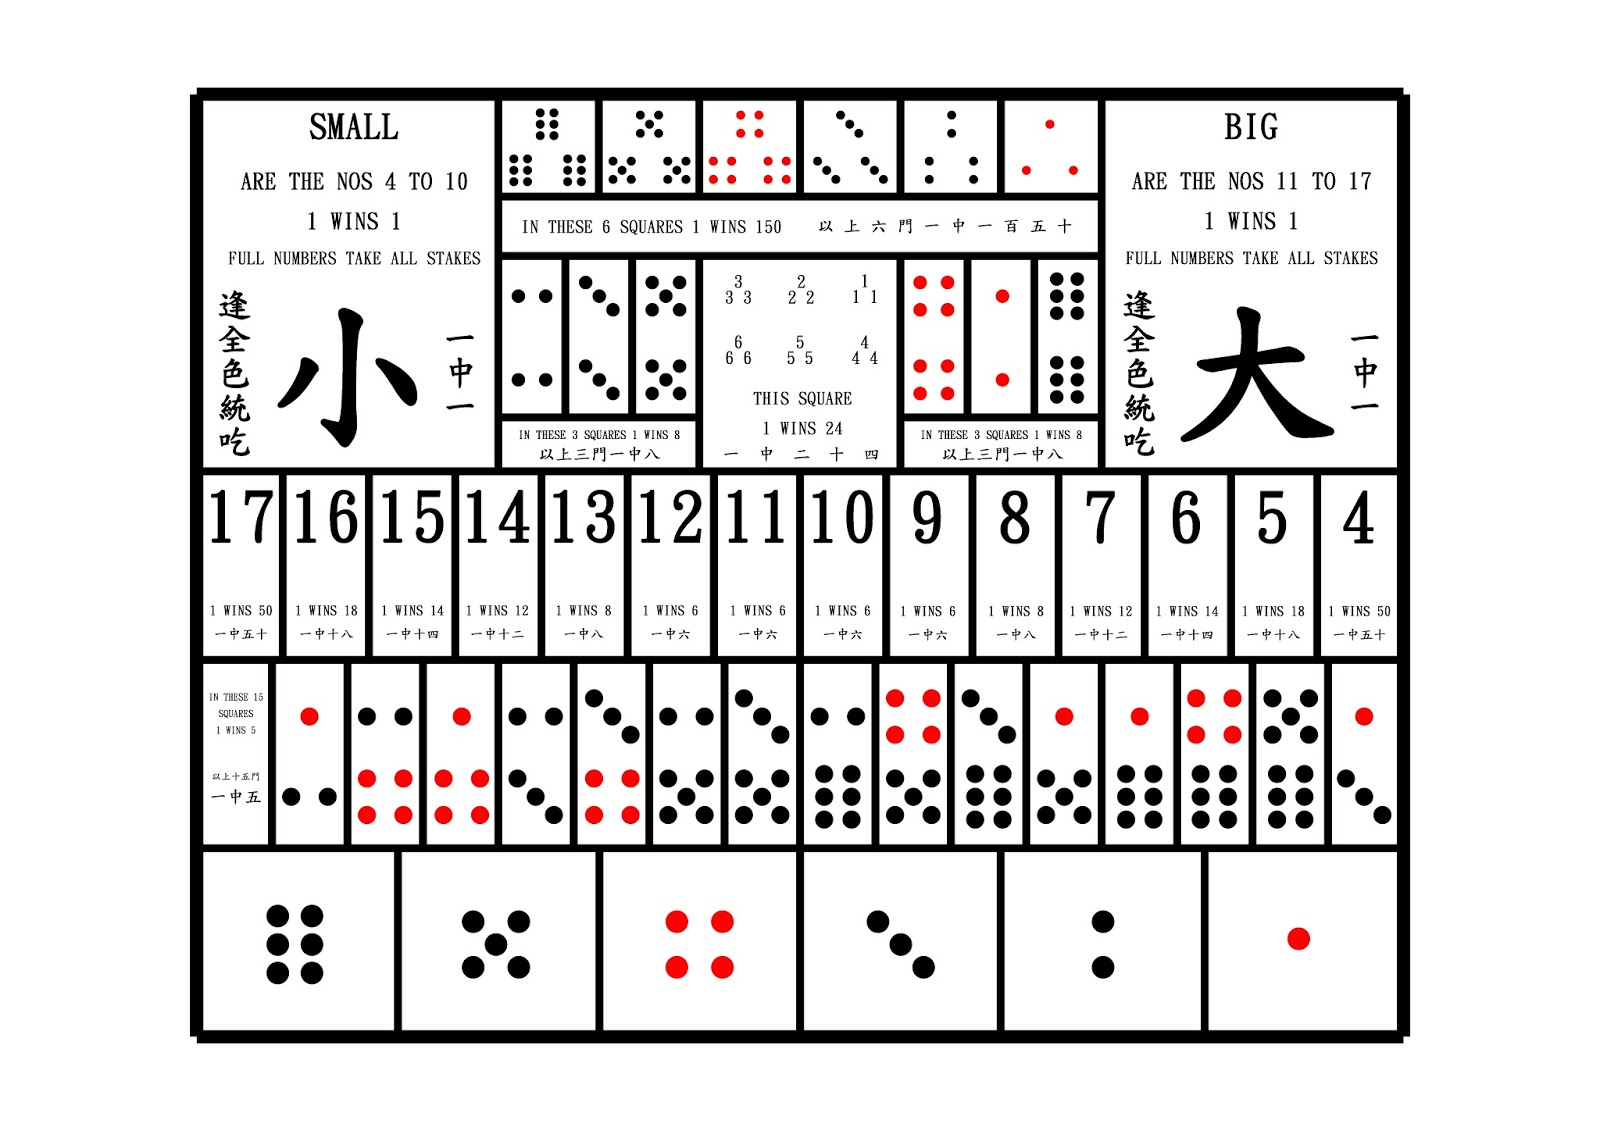 SMALL
ARE THE NOS 4 TO 10
1 WINS 1
FULL NUMBERS TAKE ALL STAKES
逢全色統吃
小
一中一
IN THESE 6 SQUARES 1 WINS 150 以上六門一中一百五十
BIG
ARE THE NOS 11 TO 17
1 WINS 1
FULL NUMBERS TAKE ALL STAKES
逢全色統吃
大
一中一
IN THESE 3 SQUARES 1 WINS 8
以上三門一中八
3 2 1
3 3 2 2 1 1
6 5 4
6 6 5 5 4 4
THIS SQUARE
1 WINS 24
一中二十四
IN THESE 3 SQUARES 1 WINS 8
以上三門一中八
17 16 15 14 13 12 11 10 9 8 7 6 5 4
1 WINS 50 1 WINS 18 1 WINS 14 1 WINS 12 1 WINS 8 1 WINS 6 1 WINS 6 1 WINS 6 1 WINS 6 1 WINS 8 1 WINS 12 1 WINS 14 1 WINS 18 1 WINS 50
一中五十 一中十八 一中十四 一中十二 一中八 一中六 一中六 一中六 一中六 一中八 一中十二 一中十四 一中十八 一中五十
IN THESE 15
SQUARES
1 WINS 5
以上十五門
一中五